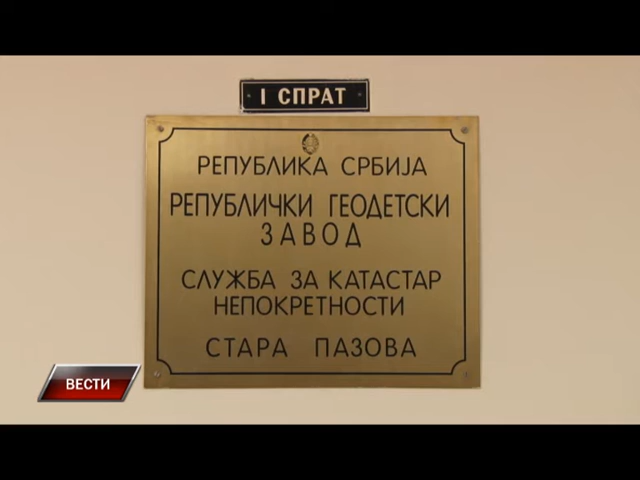 I СПРАТ
РЕПУБЛИКА СРБИЈА
РЕПУБЛИЧКИ ГЕОДЕТСКИ
ЗАВОД
СЛУЖБА ЗА КАТАСТАР
НЕПОКРЕТНОСТИ
СТАРА ПАЗОВА
ВЕСТИ